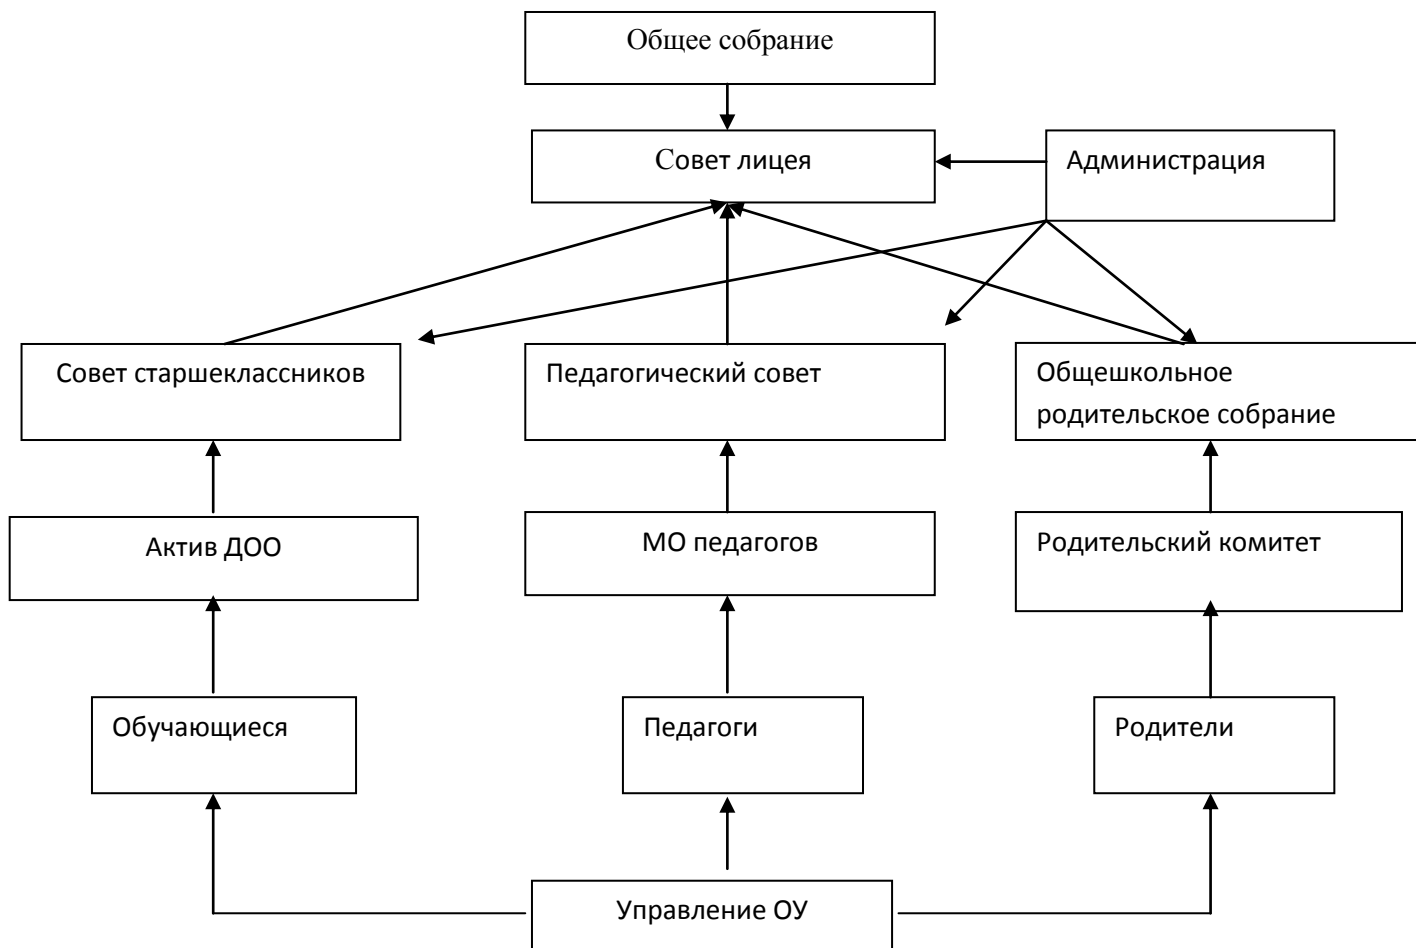 Общее собрание
Совет лицея
Администрация
Совет старшеклассников
Педагогический совет
Общешкольное
родительское собрание
Актив ДОО
МО педагогов
Родительский комитет
Обучающиеся
Педагоги
Родители
Управление ОУ